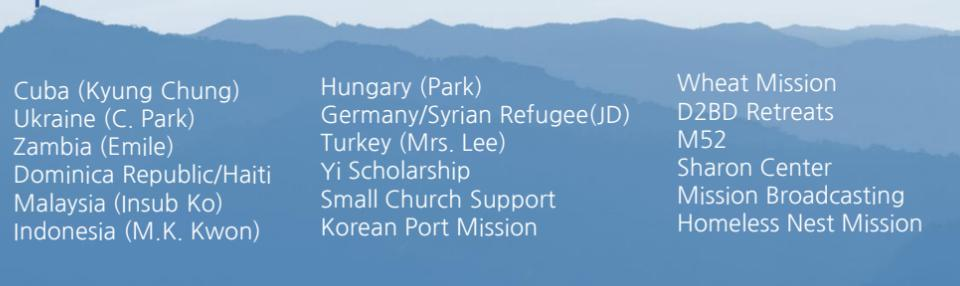 Cuba (Kyung Chung)
Ukraine (C. Park)
Zambia (Emile)
Dominica Republic/Haiti
Malaysia (Insub Ko)
Indonesia (M.K. Kwon)
Hungary (Park)
Germany/Syrian Refugee(JD)
Turkey (Mrs. Lee)
Yi Scholarship
Small Church Support
Korean Port Mission
Wheat Mission
D2BD Retreats
M52
Sharon Center
Mission Broadcasting
Homeless Nest Mission